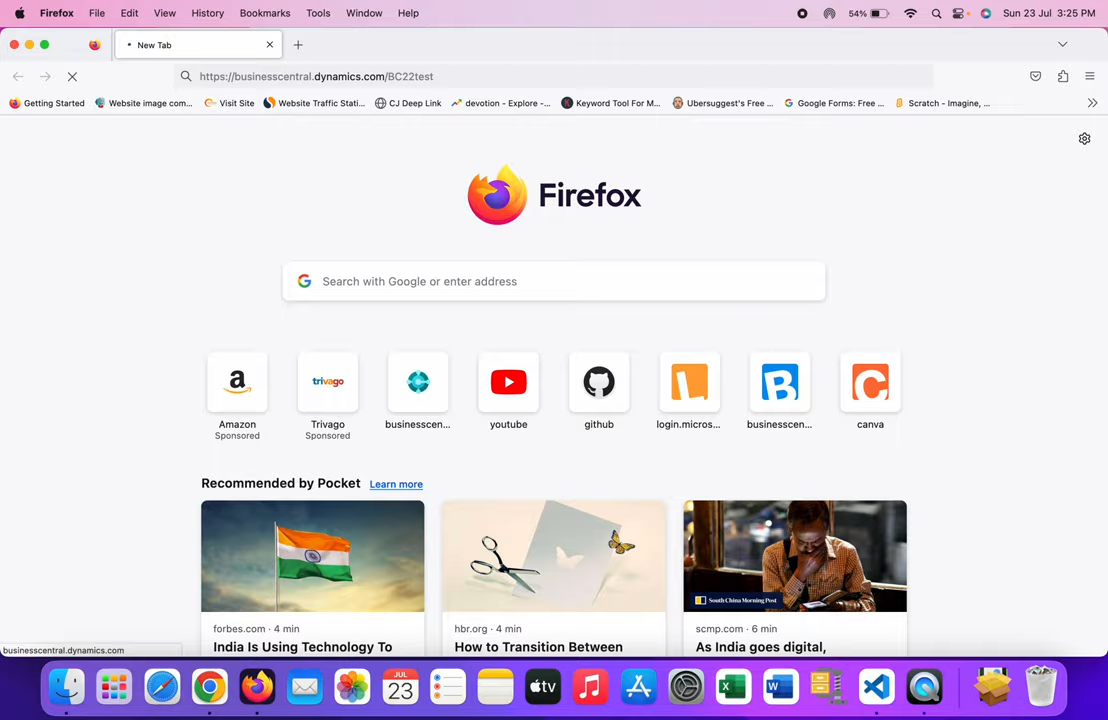 Firefox File Edit View History Bookmarks Tools Window Help 54% Sun 23 Jul 3:25 PM
New Tab
https://businesscentral.dynamics.com/BC22test
Getting Started Website image com... Visit Site Website Traffic Stati... CJ Deep Link devotion - Explore -... Keyword Tool For M... Ubersuggest's Free ... Google Forms: Free ... Scratch - Imagine, ...
Firefox
Search with Google or enter address
Amazon Trivago businesscen... youtube github login.micros... businesscen... canva
Sponsored Sponsored
Recommended by Pocket Learn more
South China Morning Post
forbes.com · 4 min hbr.org · 4 min scmp.com · 6 min
India Is Using Technology To How to Transition Between As India goes digital,
businesscentral.dynamics.com
JUL
23
tv